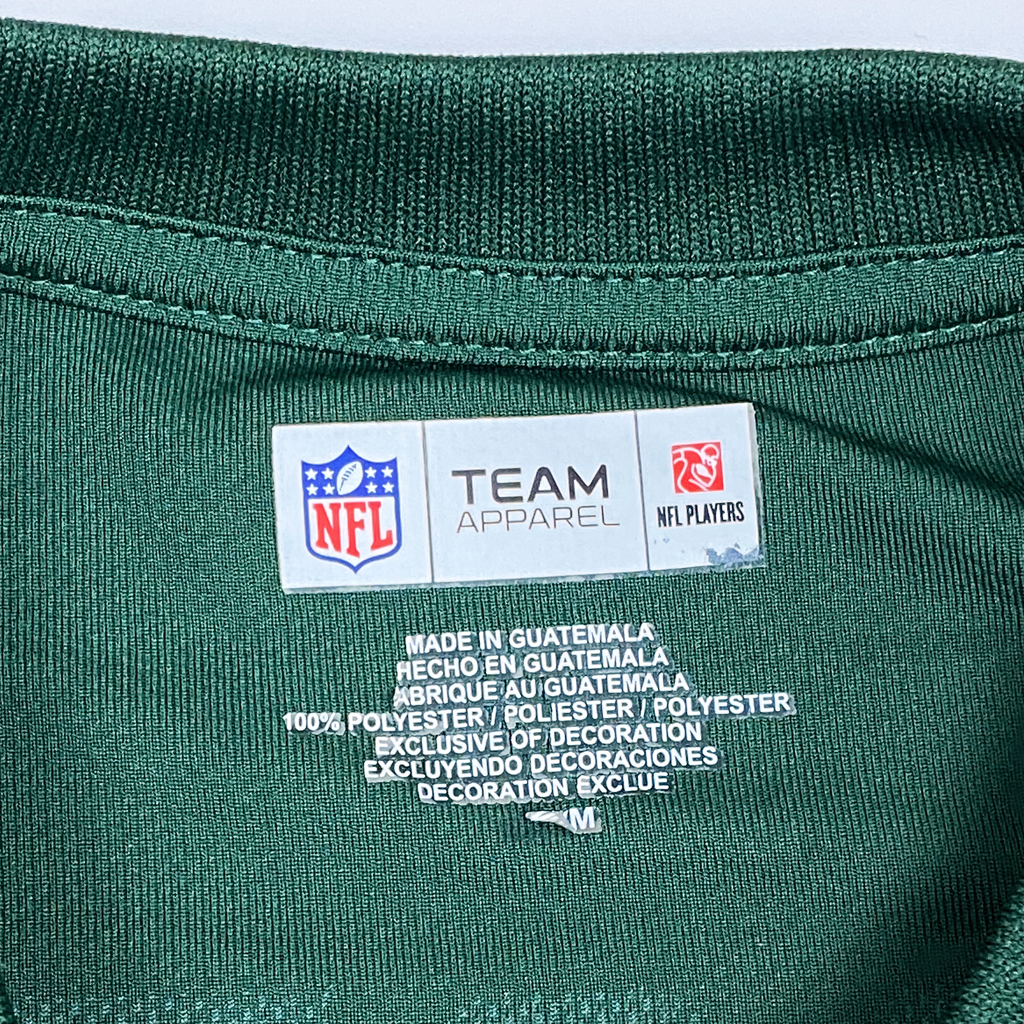 NFL
TEAM
APPAREL
NFL PLAYERS
MADE IN GUATEMALA
HECHO EN GUATEMALA
ABRIQUE AU GUATEMALA
100% POLYESTER / POLIESTER / POLYESTER
EXCLUSIVE OF DECORATION
EXCLUYENDO DECORACIONES
DECORATION EXCLUE
M